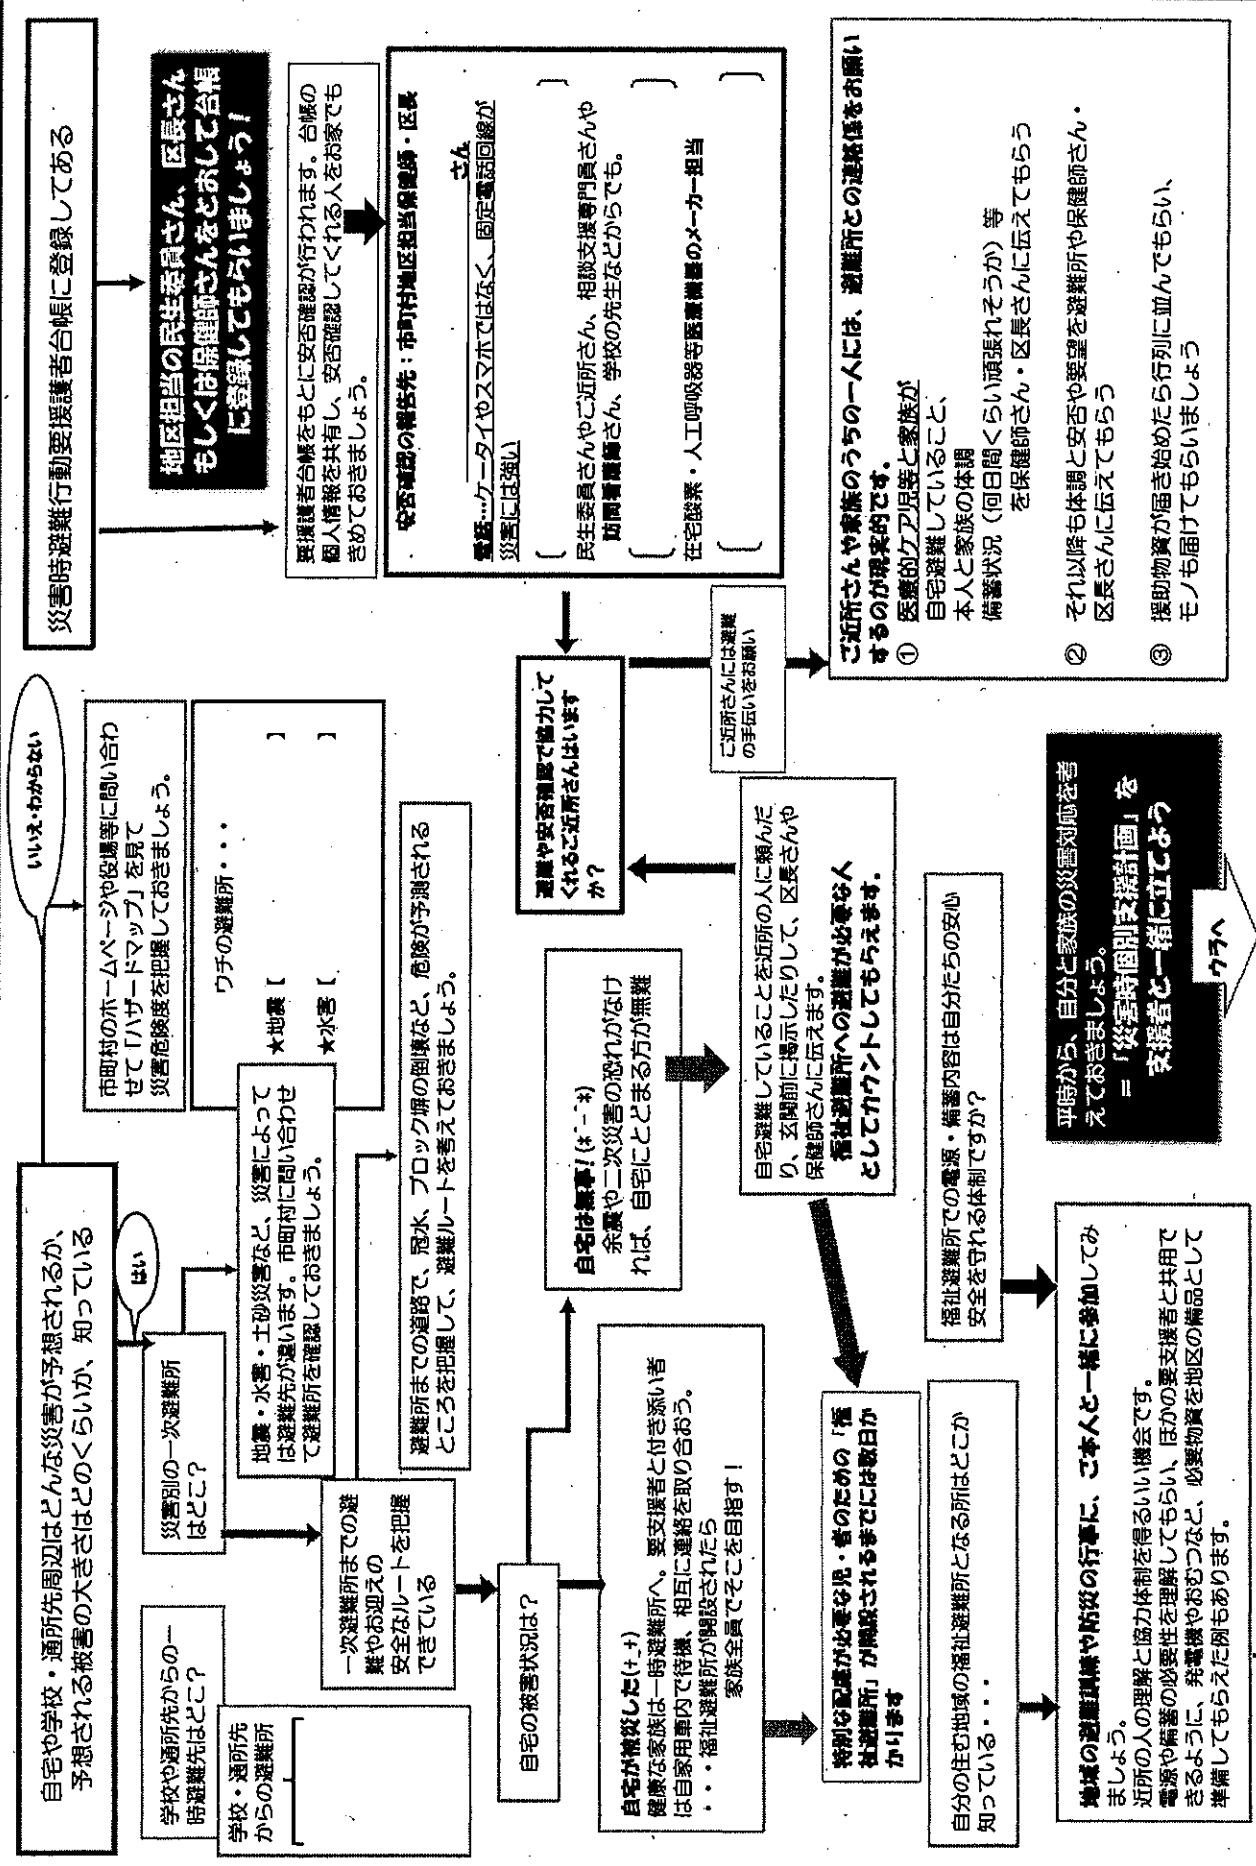 自宅や学校・通所先周辺はどんな災害が予想されるか、
予想される被害の大きさはどのくらいか、知っている
はい
いいえ・わからない
市町村のホームページや役場等に問い合わ
せて「ハザードマップ」を見て
災害危険度を把握しておきましょう。
学校や通所先からの一
時避難先はどこ？
学校・通所先
からの避難所
災害別の一次避難所
はどこ？
地震・水害・土砂災害など、災害によって
は避難先が違います。市町村に問い合わせ
て避難所を確認しておきましょう。
ウチの避難所・・・
★地震【　　　】
★水害【　　　】
一次避難所までの避
難やお迎えの
安全なルートを把握
できている
避難所までの道路で、冠水、ブロック塀の倒壊など、危険が予測される
ところを把握して、避難ルートを考えておきましょう。
自宅の被害状況は？
自宅が被災した(+_+)
健康な家族は一時避難所へ。要支援者と付き添い者
は自家用車内で待機、相互に連絡を取り合おう。
・・・福祉避難所が開設されたら
家族全員でそこを目指す！
自宅は無事！(*^-^*)
余震や二次災害の恐れがなけ
れば、自宅にとどまる方が無難
自宅避難していることを近所の人に頼んだ
り、玄関前に掲示したりして、区長さんや
保健師さんに伝えます。
福祉避難所への避難が必要な人
としてカウントしてもらえます。
特別な配慮が必要な児・者のための「福
祉避難所」が開設されるまでには数日か
かります
自分の住む地域の福祉避難所となる所はどこか
知っている・・・
福祉避難所での電源・備蓄内容は自分たちの安心
安全を守れる体制ですか？
地域の避難訓練や防災の行事に、ご本人と一緒に参加してみ
ましょう。
近所の人の理解と協力体制を得るいい機会です。
電源や備蓄の必要性を理解してもらい、ほかの要支援者と共用で
きるように、発電機やおむつなど、必要物資を地区の備品として
準備してもらえた例もあります。
災害時避難行動要援護者台帳に登録してある
地区担当の民生委員さん、区長さん
もしくは保健師さんをとおして台帳
に登録してもらいましょう！
要援護者台帳をもとに安否確認が行われます。台帳の
個人情報を共有し、安否確認してくれる人をお家でも
きめておきましょう。
安否確認の報告先：市町村地区担当保健師・区長
さん
電話…ケータイやスマホではなく、固定電話回線が
災害には強い
（　　　）
民生委員さんやご近所さん、相談支援専門員さんや
訪問看護師さん、学校の先生などからでも。
（　　　）
在宅酸素・人工呼吸器等医療機器のメーカー担当
（　　　）
避難や安否確認で協力して
くれるご近所さんはいます
か？
ご近所さんには避難
の手伝いをお願い
ご近所さんや家族のうちの一人には、避難所との連絡係をお願い
するのが現実的です。
① 医療的ケア児等と家族が
自宅避難していること、
本人と家族の体調
備蓄状況（何日間くらい頑張れそうか）等
を保健師さん・区長さんに伝えてもらう
② それ以降も体調と安否や要望を避難所や保健師さん・
区長さんに伝えてもらう
③ 援助物資が届き始めたら行列に並んでもらい、
モノも届けてもらいましょう
平時から、自分と家族の災害対応を考
えておきましょう。
＝「災害時個別支援計画」を
支援者と一緒に立てよう
ウラへ